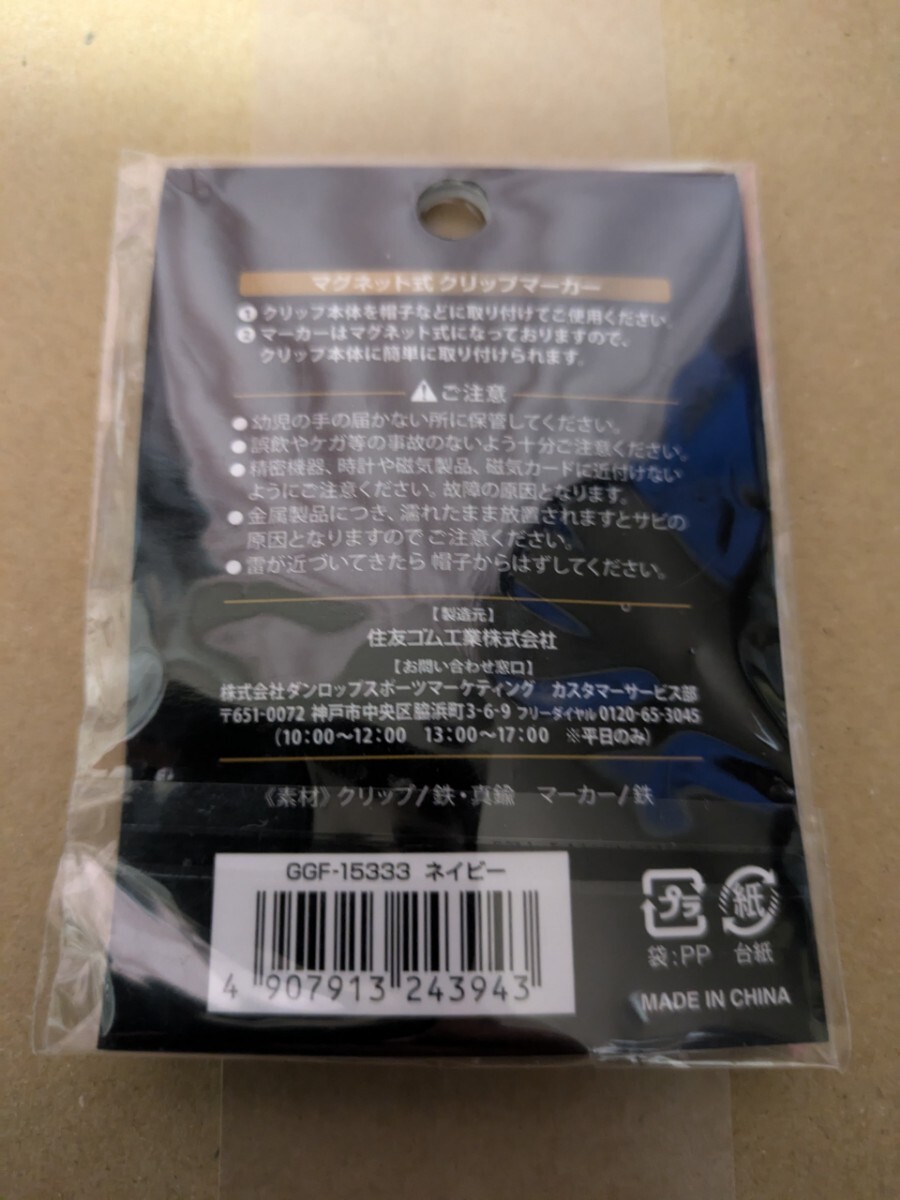 マグネット式 クリップマーカー
❶ クリップ本体を帽子などに取り付けてご使用ください。
❷ マーカーはマグネット式になっておりますので、
クリップ本体に簡単に取り付けられます。
ご注意
● 幼児の手の届かない所に保管してください。
● 誤飲やケガ等の事故のないよう十分ご注意ください。
● 精密機器、時計や磁気製品、磁気カードに近付けない
ようにご注意ください。故障の原因となります。
● 金属製品につき、濡れたまま放置されますとサビの
原因となりますので ご注意ください。
● 雷が近づいてきたら 帽子からはずしてください。
【製造元】
住友ゴム工業株式会社
【お問い合わせ窓口】
株式会社ダンロップスポーツマーケティング カスタマーサービス部
〒651-0072 神戸市中央区脇浜町3-6-9 フリーダイヤル 0120-65-3045
(10:00〜12:00 13:00〜17:00 ※平日のみ)
《素材》クリップ/鉄・真鍮 マーカー/鉄
GGF-15333 ネイビー
4 907913 243943
プラ
袋:PP
紙
台紙
MADE IN CHINA